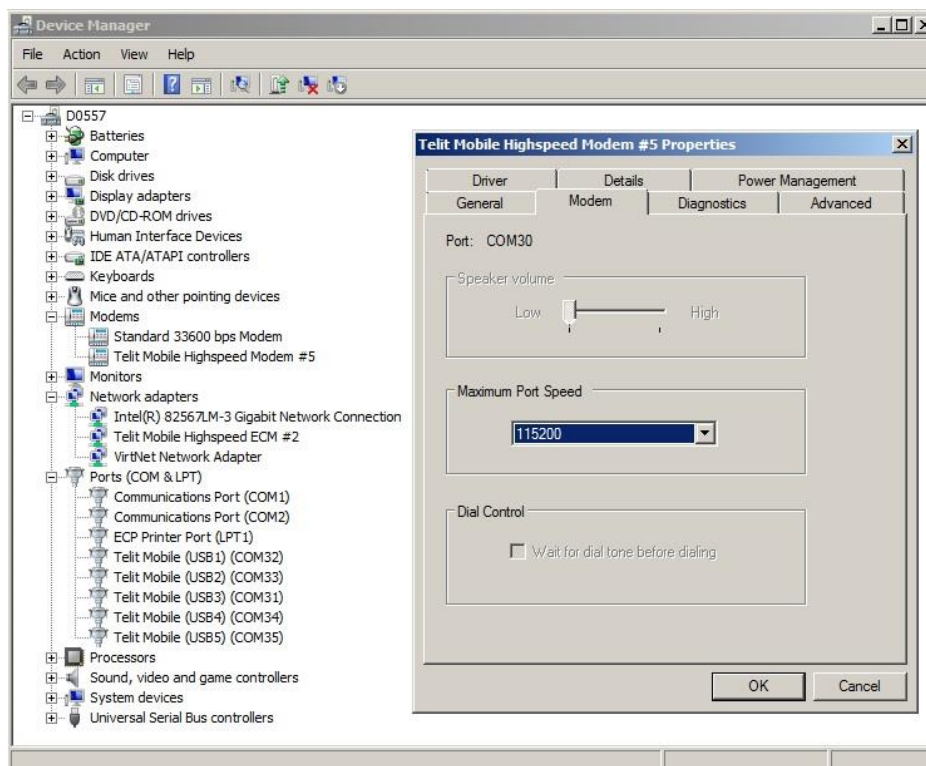 Device Manager
File Action View Help
D0557
Batteries
Computer
Disk drives
Display adapters
DVD/CD-ROM drives
Human Interface Devices
IDE ATA/ATAPI controllers
Keyboards
Mice and other pointing devices
Modems
Standard 33600 bps Modem
Telit Mobile Highspeed Modem #5
Monitors
Network adapters
Intel(R) 82567LM-3 Gigabit Network Connection
Telit Mobile Highspeed ECM #2
VirtNet Network Adapter
Ports (COM & LPT)
Communications Port (COM1)
Communications Port (COM2)
ECP Printer Port (LPT1)
Telit Mobile (USB1) (COM32)
Telit Mobile (USB2) (COM33)
Telit Mobile (USB3) (COM31)
Telit Mobile (USB4) (COM34)
Telit Mobile (USB5) (COM35)
Processors
Sound, video and game controllers
System devices
Universal Serial Bus controllers
Telit Mobile Highspeed Modem #5 Properties
Driver Details Power Management
General Modem Diagnostics Advanced
Port: COM30
Speaker volume
Low High
Maximum Port Speed
115200
Dial Control
Wait for dial tone before dialing
OK Cancel